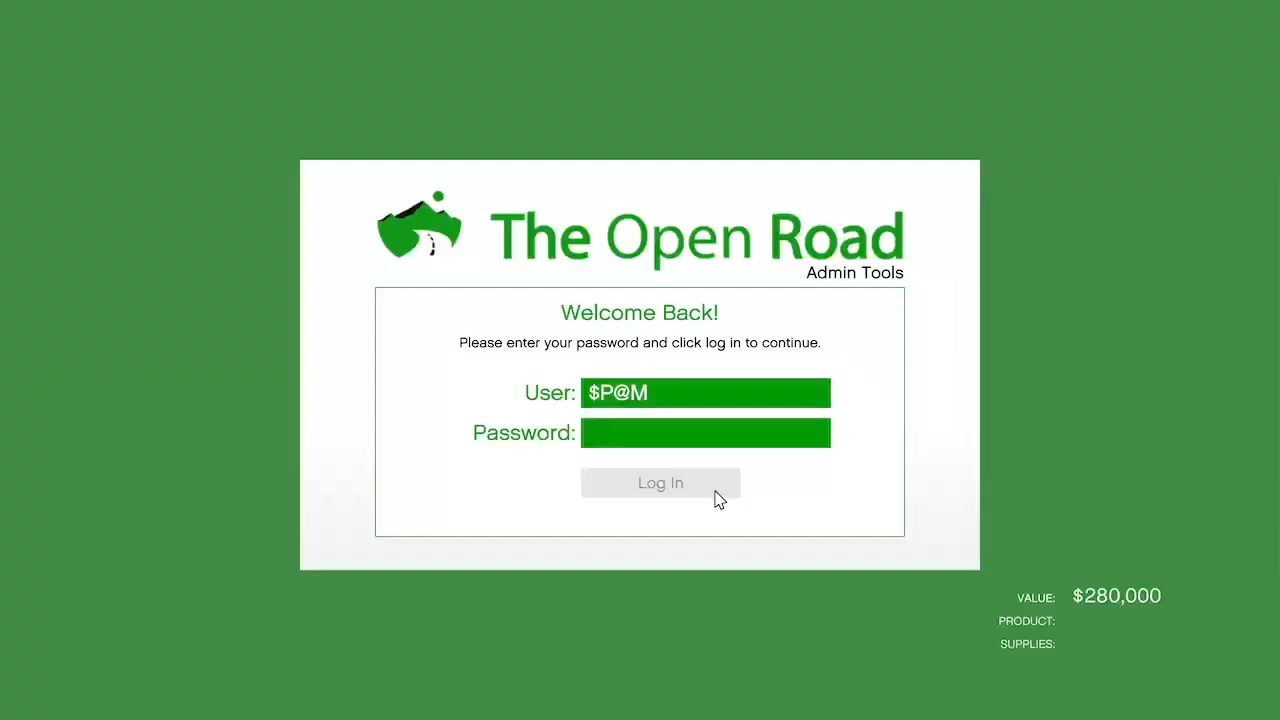 The Open Road
Admin Tools
Welcome Back!
Please enter your password and click log in to continue.
User: $P@M
Password:
Log In
VALUE: $280,000
PRODUCT:
SUPPLIES: